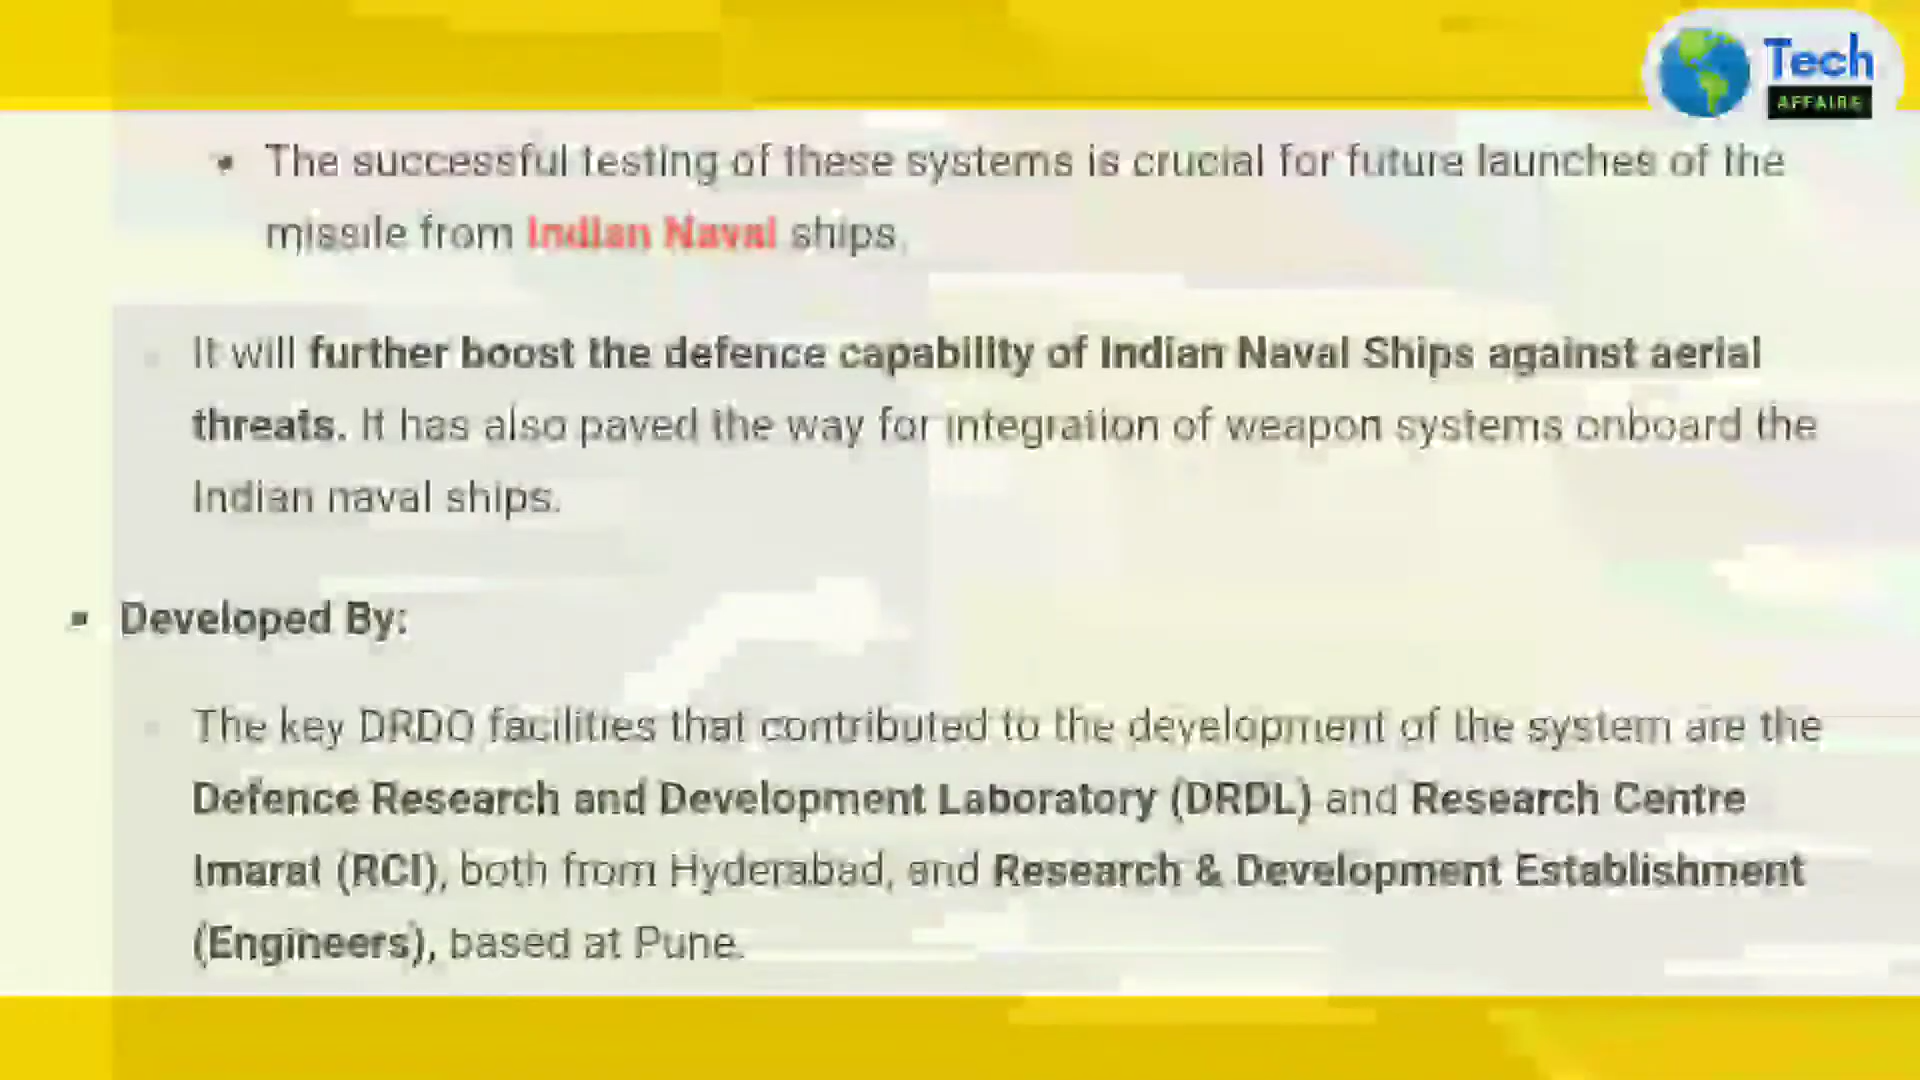 Tech
AFFAIRS
The successful testing of these systems is crucial for future launches of the
missile from Indian Naval ships.
It will further boost the defence capability of Indian Naval Ships against aerial
threats. It has also paved the way for integration of weapon systems onboard the
Indian naval ships.
Developed By:
The key DRDO facilities that contributed to the development of the system are the
Defence Research and Development Laboratory (DRDL) and Research Centre
Imarat (RCI), both from Hyderabad, and Research & Development Establishment
(Engineers), based at Pune.